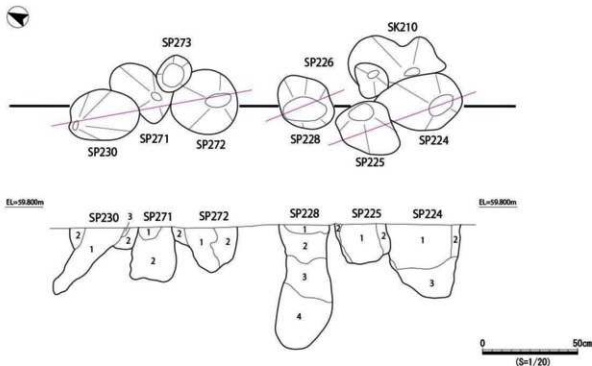 SP273
SP226
SK210
SP230
SP271
SP272
SP228
SP225
SP224
EL=59.800m
EL=59.800m
SP230 3 SP271 SP272 SP228 SP225 SP224
2 1 2 1 2 2 1 2 1 2 3 4 2 1 2 1 2 3
0 50cm
(S=1/20)